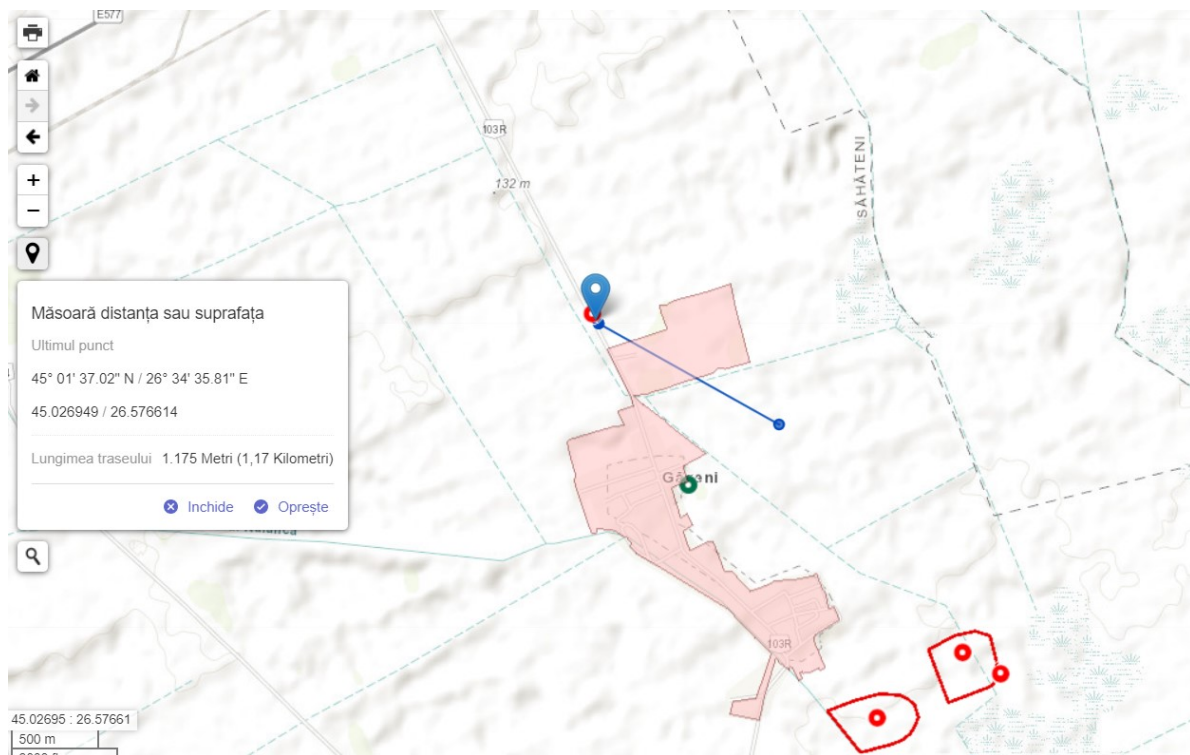 E577
103R
132 m
SĂHĂTENI
Măsoară distanța sau suprafața
Ultimul punct
45° 01' 37.02" N / 26° 34' 35.81" E
45.026949 / 26.576614
Lungimea traseului 1.175 Metri (1,17 Kilometri)
Inchide Oprește
103R
45.02695 : 26.57661
500 m